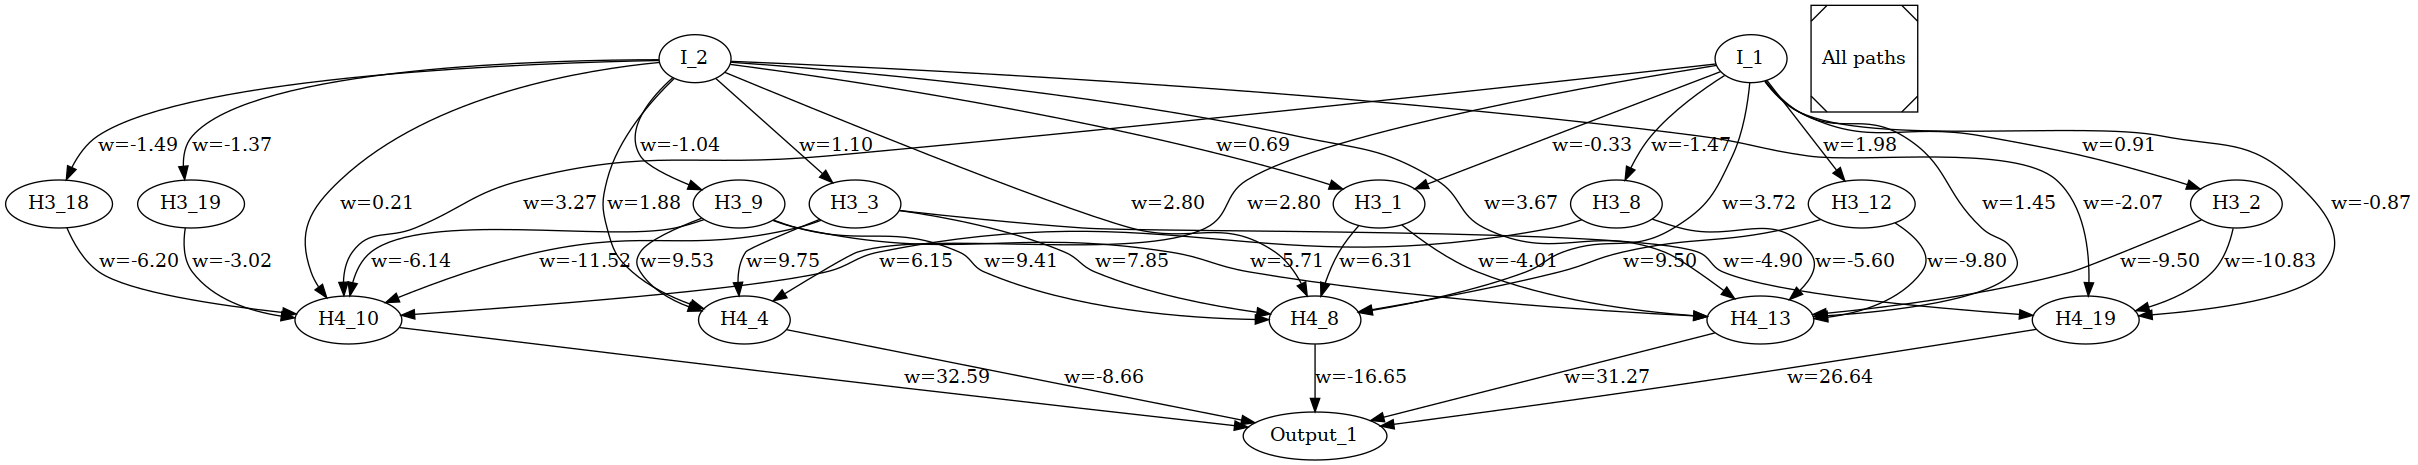 I_2
I_1
All paths
w=-1.49
w=-1.37
w=-1.04
w=1.10
w=0.69
w=-0.33
w=-1.47
w=1.98
w=0.91
H3_18
H3_19
w=0.21
w=3.27
w=1.88
H3_9
H3_3
w=2.80
w=2.80
H3_1
w=3.67
H3_8
w=3.72
H3_12
w=1.45
w=-2.07
H3_2
w=-0.87
w=-6.20
w=-3.02
w=-6.14
w=-11.52
w=9.53
w=9.75
w=6.15
w=9.41
w=7.85
w=5.71
w=6.31
w=-4.01
w=9.50
w=-4.90
w=-5.60
w=-9.80
w=-9.50
w=-10.83
H4_10
H4_4
H4_8
H4_13
H4_19
w=32.59
w=-8.66
w=-16.65
w=31.27
w=26.64
Output_1